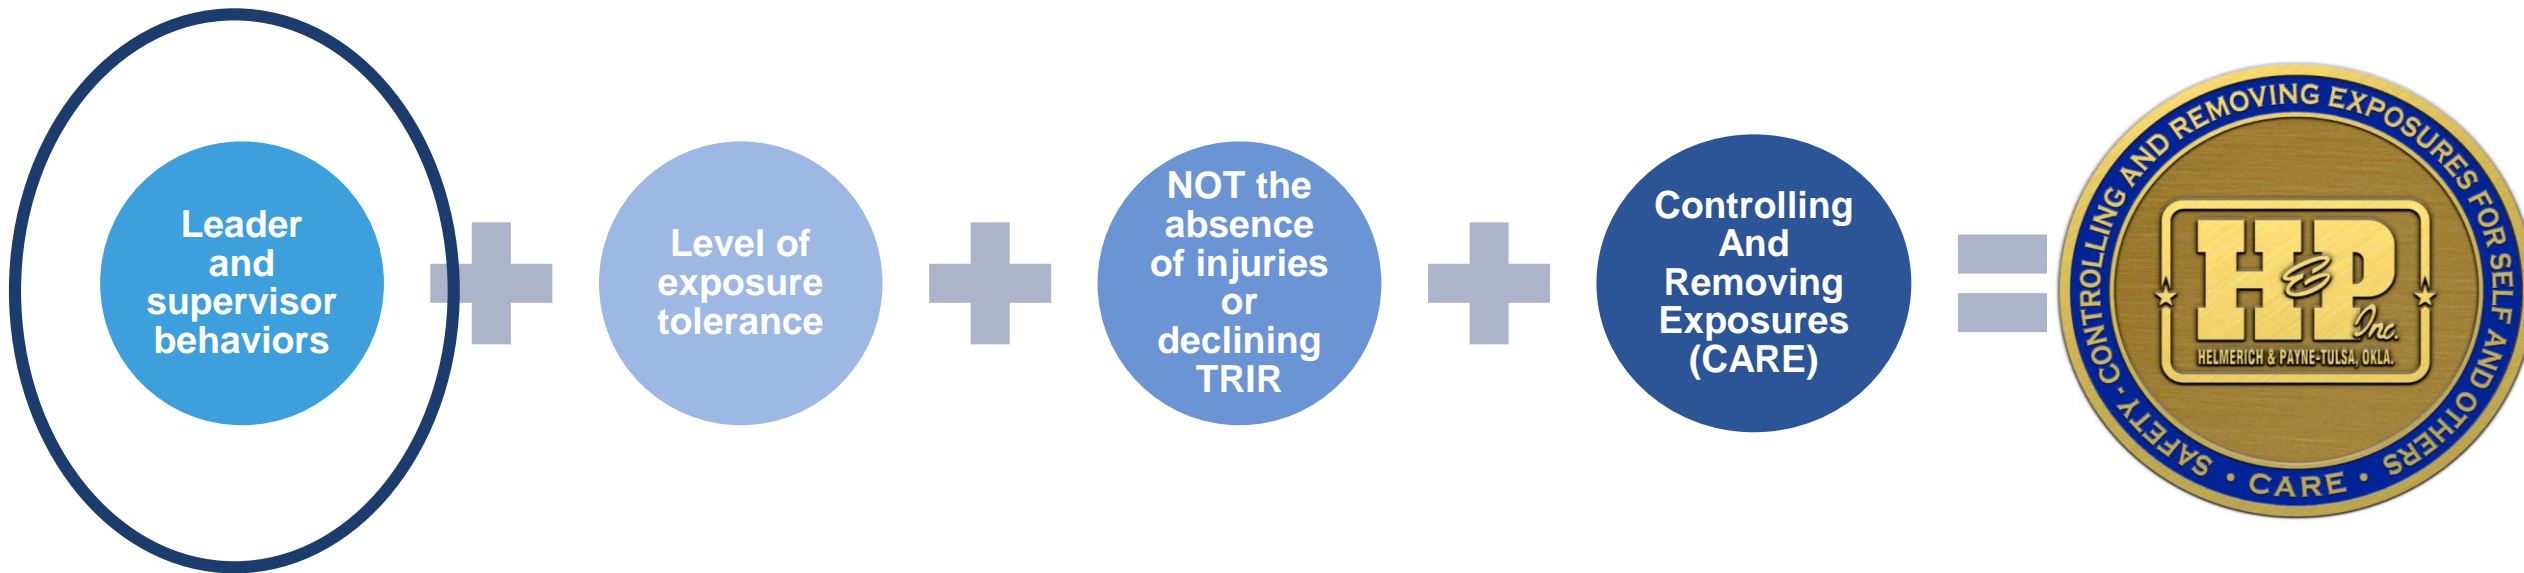 Leader
and
supervisor
behaviors
Level of
exposure
tolerance
NOT the
absence
of injuries
or
declining
TRIR
Controlling
And
Removing
Exposures
(CARE)
SAFETY - CONTROLLING AND REMOVING EXPOSURES FOR SELF AND OTHERS
H&P
Inc.
HELMERICH & PAYNE-TULSA, OKLA.
• CARE •